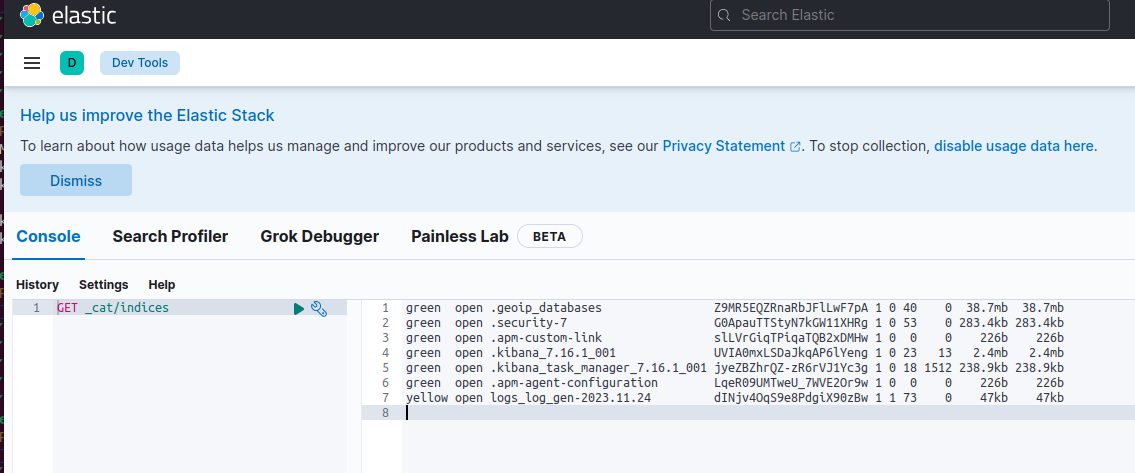 elastic
Search Elastic
D Dev Tools
Help us improve the Elastic Stack
To learn about how usage data helps us manage and improve our products and services, see our Privacy Statement. To stop collection, disable usage data here.
Dismiss
Console Search Profiler Grok Debugger Painless Lab BETA
History Settings Help
1 GET _cat/indices
1 green open .geoip_databases Z9MR5EQZRnaRbJFlLwF7pA 1 0 40 0 38.7mb 38.7mb
2 green open .security-7 G0ApauTTStyN7kGW11XHRg 1 0 53 0 283.4kb 283.4kb
3 green open .apm-custom-link slLVrGiqTPiqaTQB2xDMHw 1 0 0 0 226b 226b
4 green open .kibana_7.16.1_001 UVIA0mxLSDaJkqAP6lYeng 1 0 23 13 2.4mb 2.4mb
5 green open .kibana_task_manager_7.16.1_001 jyeZBZhrQZ-zR6rVJ1Yc3g 1 0 18 1512 238.9kb 238.9kb
6 green open .apm-agent-configuration LqeR09UMTweU_7WVE2Or9w 1 0 0 0 226b 226b
7 yellow open logs_log_gen-2023.11.24 dINjv4OqS9e8PdgiX90zBw 1 1 73 0 47kb 47kb
8